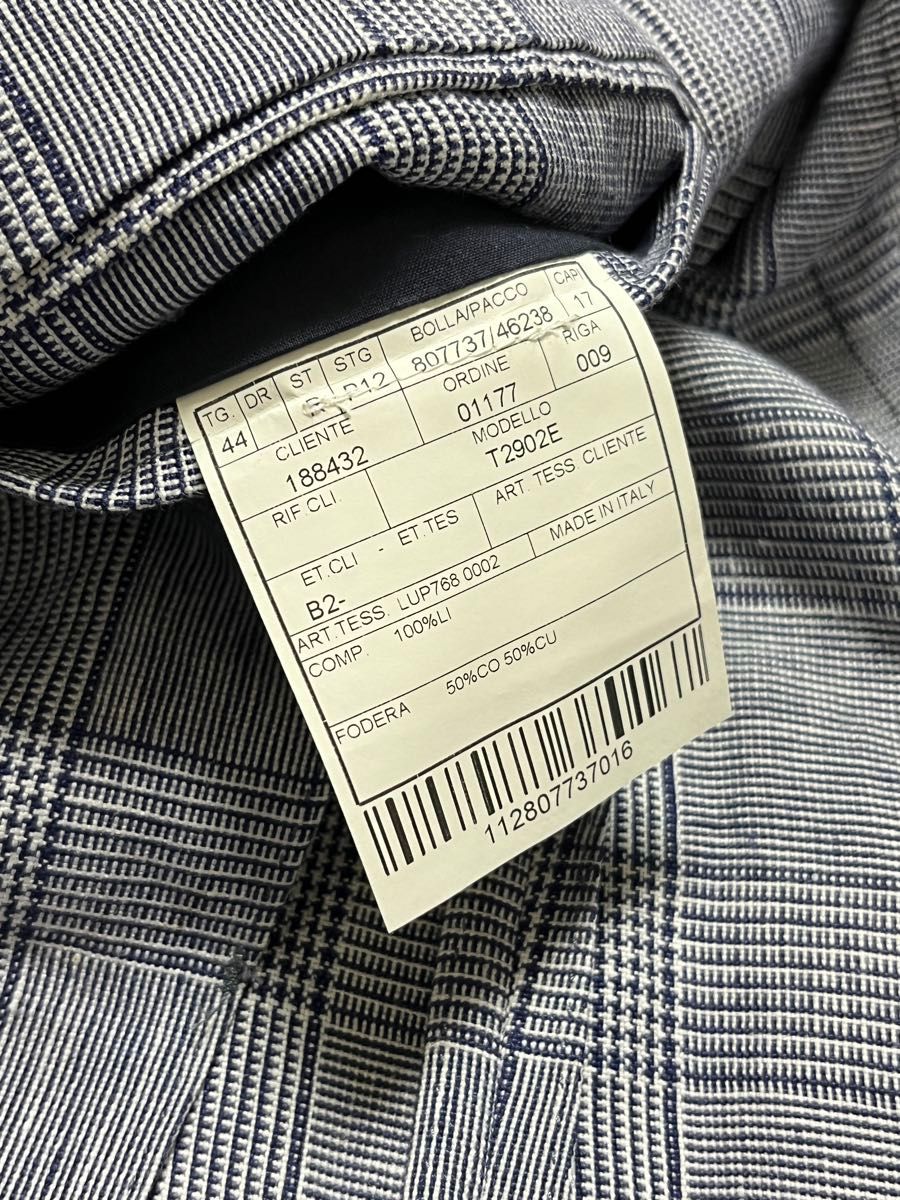 TG. DR ST STG BOLLA/PACCO CAPI
44 807737/46238 17
CLIENTE ORDINE RIGA
188432 01177 009
RIF.CLI. MODELLO
T2902E
ET.CLI - ET.TES ART. TESS. CLIENTE
B2-
ART.TESS. LUP768 0002 MADE IN ITALY
COMP. 100%LI
FODERA 50%CO 50%CU
112807737016